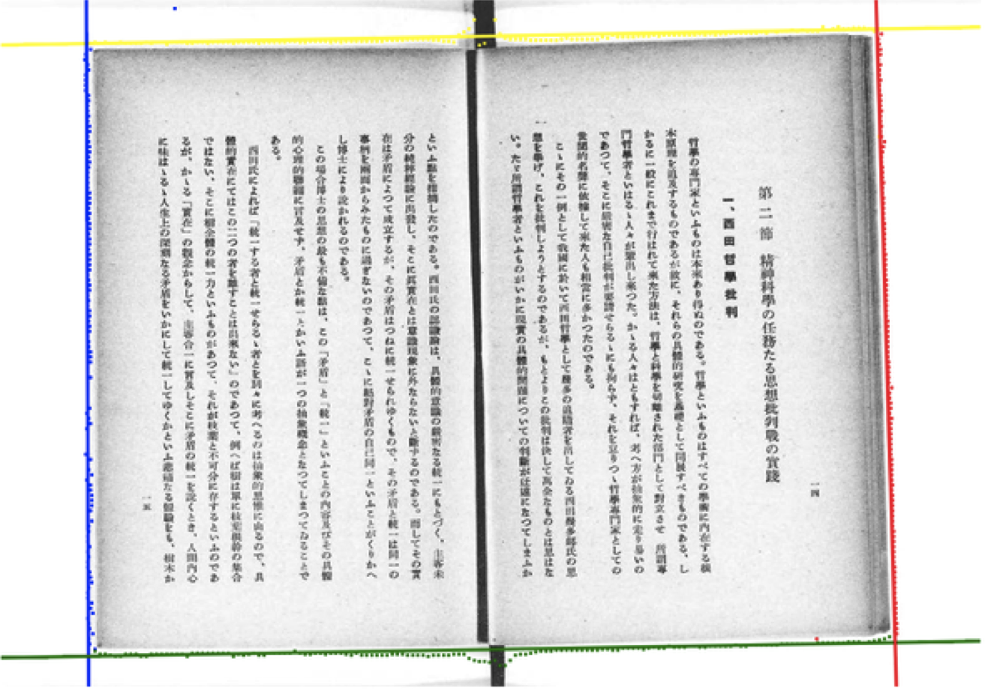 第二節 精神科學の任務たる思想批判戰の實踐
一、西田哲學批判
哲學の專門家といふものは本來あり得ぬのである。哲學といふものはすべての學術に內在する根
本原理を追及するものであるが故に、それらの具體的研究を基礎として開展すべきものである、し
かるに一般にこれまで行はれて來た方法は、哲學と科學を分離された部門として對立させ 所謂專
門哲學者といはるゝ人々が輩出し來つた。かゝる人々はともすれば、考へ方が抽象的に走り易いの
であつて、そこに嚴密な自己批判が要請せらるゝにも拘らず、それを怠りつゝ哲學專門家としての
世間的名聲に依據して來た人も相當に多かつたのである。
こゝにその一例として我國に於いて西田哲學として幾多の追隨者を出してゐる西田幾多郎氏の思
想を擧げ、これを批判しようとするのであるが、もとよりこの批判は決して萬全たものとは思はな
い。たゞ所謂哲學者といふものがいかに現實の具體的問題についての判斷が迂遠になつてしまふか
一四
といふ點を指摘したのである。西田氏の認識論は、具體的意識の嚴密なる統一にもとづく、主客未
分の純粹經驗に出發し、そこに眞實在とは意識現象に外ならないと斷ずるのである。而してその實
在は矛盾によつて成立するが、その矛盾はつねに統一せられゆくもので、その矛盾と統一は同一の
事柄を兩面からみたものに過ぎないのであつて、こゝに絕對矛盾の自己同一といふことがくりかへ
し博士により說かれるのである。
この場合博士の思想の最も不備な點は、この「矛盾」と「統一」といふことの內容及びその具體
的心理的聯關に言及せず、矛盾とか統一とかいふ語が一つの抽象槪念となつてしまつてゐることで
ある。
西田氏によれば「統一する者と統一せらるゝ者とを別々に考へるのは抽象的思惟に由るので、具
體的實在にてはこの二つの者を離すことは出來ない」のであつて、例へば樹は單に枝葉根幹の集合
ではない、そこに樹全體の統一力といふものがあつて、それが枝葉と不可分に存するといふのであ
るが、かゝる「實在」の觀念からして、主客合一に言及しそこに矛盾の統一を說くとき、人間內心
に味はゝるゝ人生上の深刻なる矛盾をいかにして統一してゆくかといふ悲痛なる體驗をも、樹木か
一五